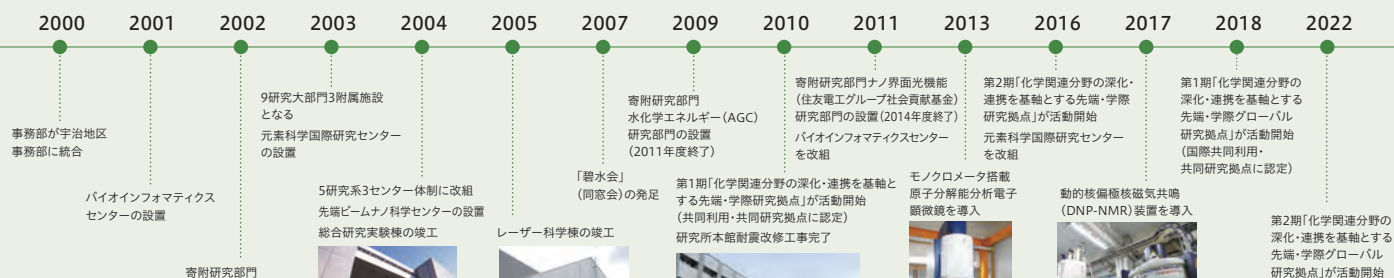 2000
2001
2002
2003
2004
2005
2007
2009
2010
2011
2013
2016
2017
2018
2022
事務部が宇治地区
事務部に統合
バイオインフォマティクス
センターの設置
寄附研究部門
9研究大部門3附属施設
となる
元素科学国際研究センター
の設置
5研究系3センター体制に改組
先端ビームナノ科学センターの設置
総合研究実験棟の竣工
レーザー科学棟の竣工
「碧水会」
（同窓会）の発足
寄附研究部門
水化学エネルギー（AGC）
研究部門の設置
（2011年度終了）
第1期「化学関連分野の深化・連携を基軸と
する先端・学際研究拠点」が活動開始
（共同利用・共同研究拠点に認定）
研究所本館耐震改修工事完了
寄附研究部門ナノ界面光機能
（住友電工グループ社会貢献基金）
研究部門の設置（2014年度終了）
バイオインフォマティクスセンター
を改組
モノクロメータ搭載
原子分解能分析電子
顕微鏡を導入
第2期「化学関連分野の深化・
連携を基軸とする先端・学際
研究拠点」が活動開始
元素科学国際研究センター
を改組
動的核偏極核磁気共鳴
（DNP-NMR）装置を導入
第1期「化学関連分野の
深化・連携を基軸とする
先端・学際グローバル
研究拠点」が活動開始
（国際共同利用・
共同研究拠点に認定）
第2期「化学関連分野の
深化・連携を基軸とする
先端・学際グローバル
研究拠点」が活動開始